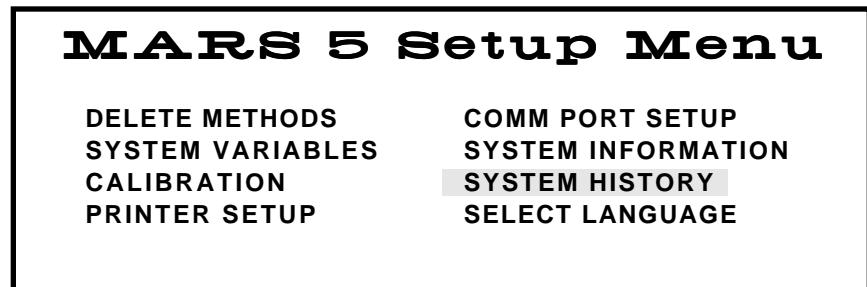 MARS 5 Setup Menu
DELETE METHODS
SYSTEM VARIABLES
CALIBRATION
PRINTER SETUP
COMM PORT SETUP
SYSTEM INFORMATION
SYSTEM HISTORY
SELECT LANGUAGE